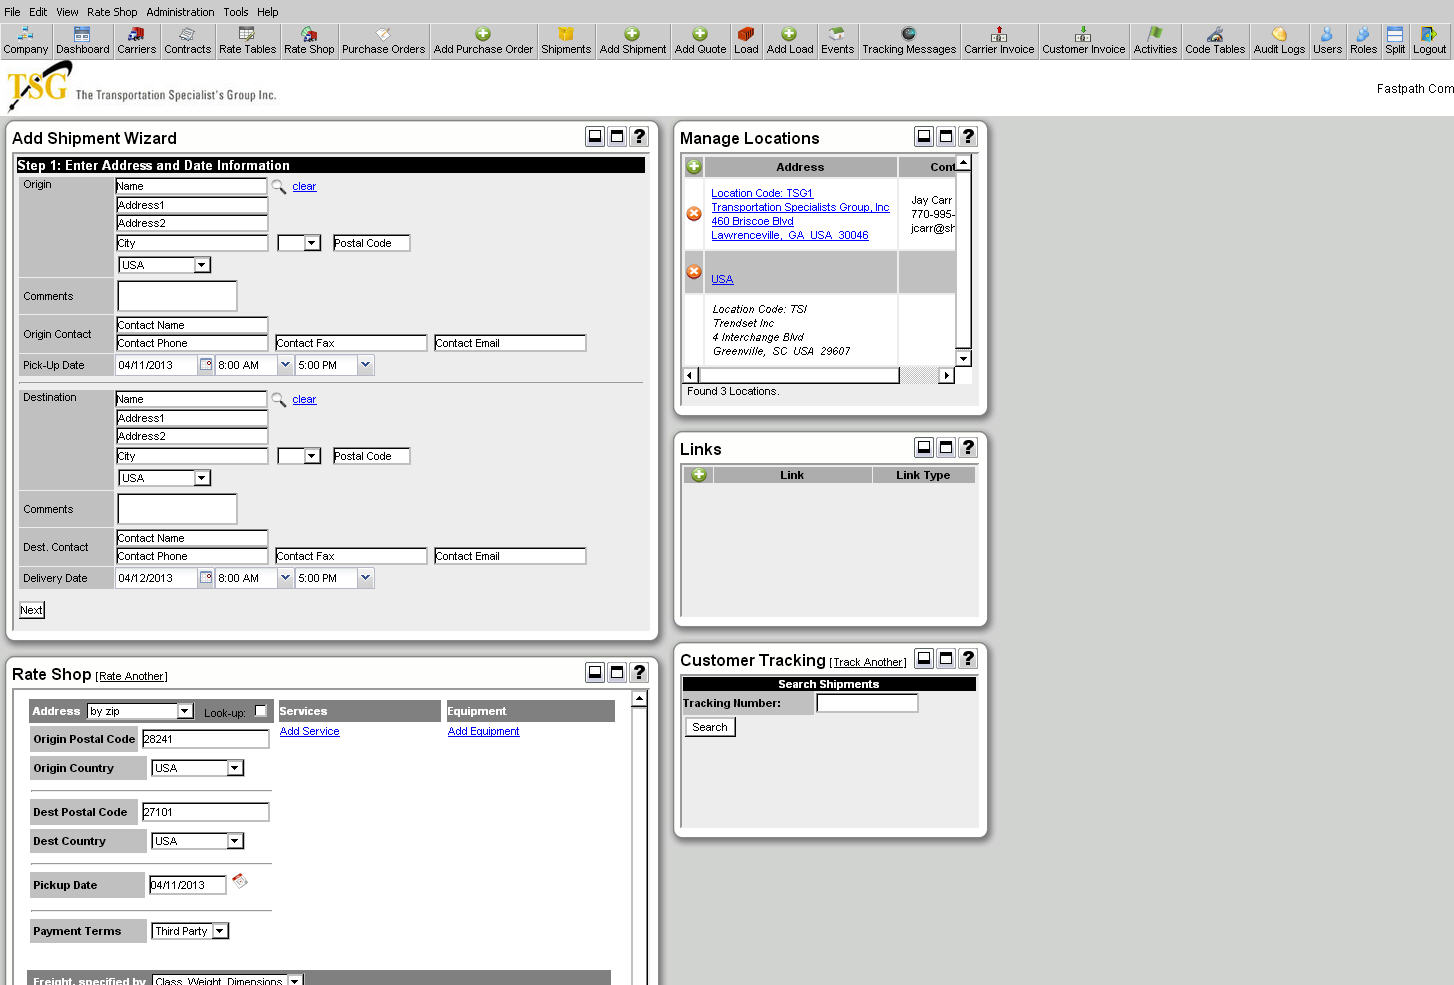 File Edit View Rate Shop Administration Tools Help
Company Dashboard Carriers Contracts Rate Tables Rate Shop Purchase Orders Add Purchase Order Shipments Add Shipment Add Quote Load Add Load Events Tracking Messages Carrier Invoice Customer Invoice Activities Code Tables Audit Logs Users Roles Split Logout
TSG The Transportation Specialist's Group Inc.
Fastpath Com
Add Shipment Wizard
Step 1: Enter Address and Date Information
Origin Name clear
Address1
Address2
City Postal Code
USA
Comments
Origin Contact Contact Name
Contact Phone Contact Fax Contact Email
Pick-Up Date 04/11/2013 8:00 AM 5:00 PM
Destination Name clear
Address1
Address2
City Postal Code
USA
Comments
Dest. Contact Contact Name
Contact Phone Contact Fax Contact Email
Delivery Date 04/12/2013 8:00 AM 5:00 PM
Next
Manage Locations ?
Address Cont
Location Code: TSG1
Transportation Specialists Group, Inc
460 Briscoe Blvd
Lawrenceville, GA USA 30046
Jay Carr
770-995-
jcarr@sh
USA
Location Code: TSI
Trendset Inc
4 Interchange Blvd
Greenville, SC USA 29607
Found 3 Locations.
Links ?
Link Link Type
Customer Tracking [Track Another] ?
Search Shipments
Tracking Number:
Search
Rate Shop [Rate Another] ?
Address by zip Look-up: Services Equipment
Add Service Add Equipment
Origin Postal Code 28241
Origin Country USA
Dest Postal Code 27101
Dest Country USA
Pickup Date 04/11/2013
Payment Terms Third Party
Freight, specified by Class, Weight, Dimensions